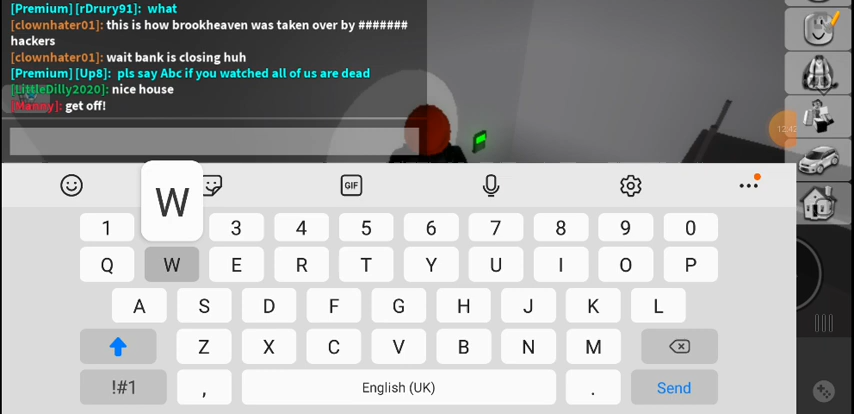 [Premium] [rDrury91]: what
[clownhater01]: this is how brookheaven was taken over by #######
hackers
[clownhater01]: wait bank is closing huh
[Premium] [Up8]: pls say Abc if you watched all of us are dead
[LittleDilly2020]: nice house
[Manny]: get off!
12:42
W
GIF
1 3 4 5 6 7 8 9 0
Q W E R T Y U I O P
A S D F G H J K L
Z X C V B N M
!#1 , English (UK) . Send